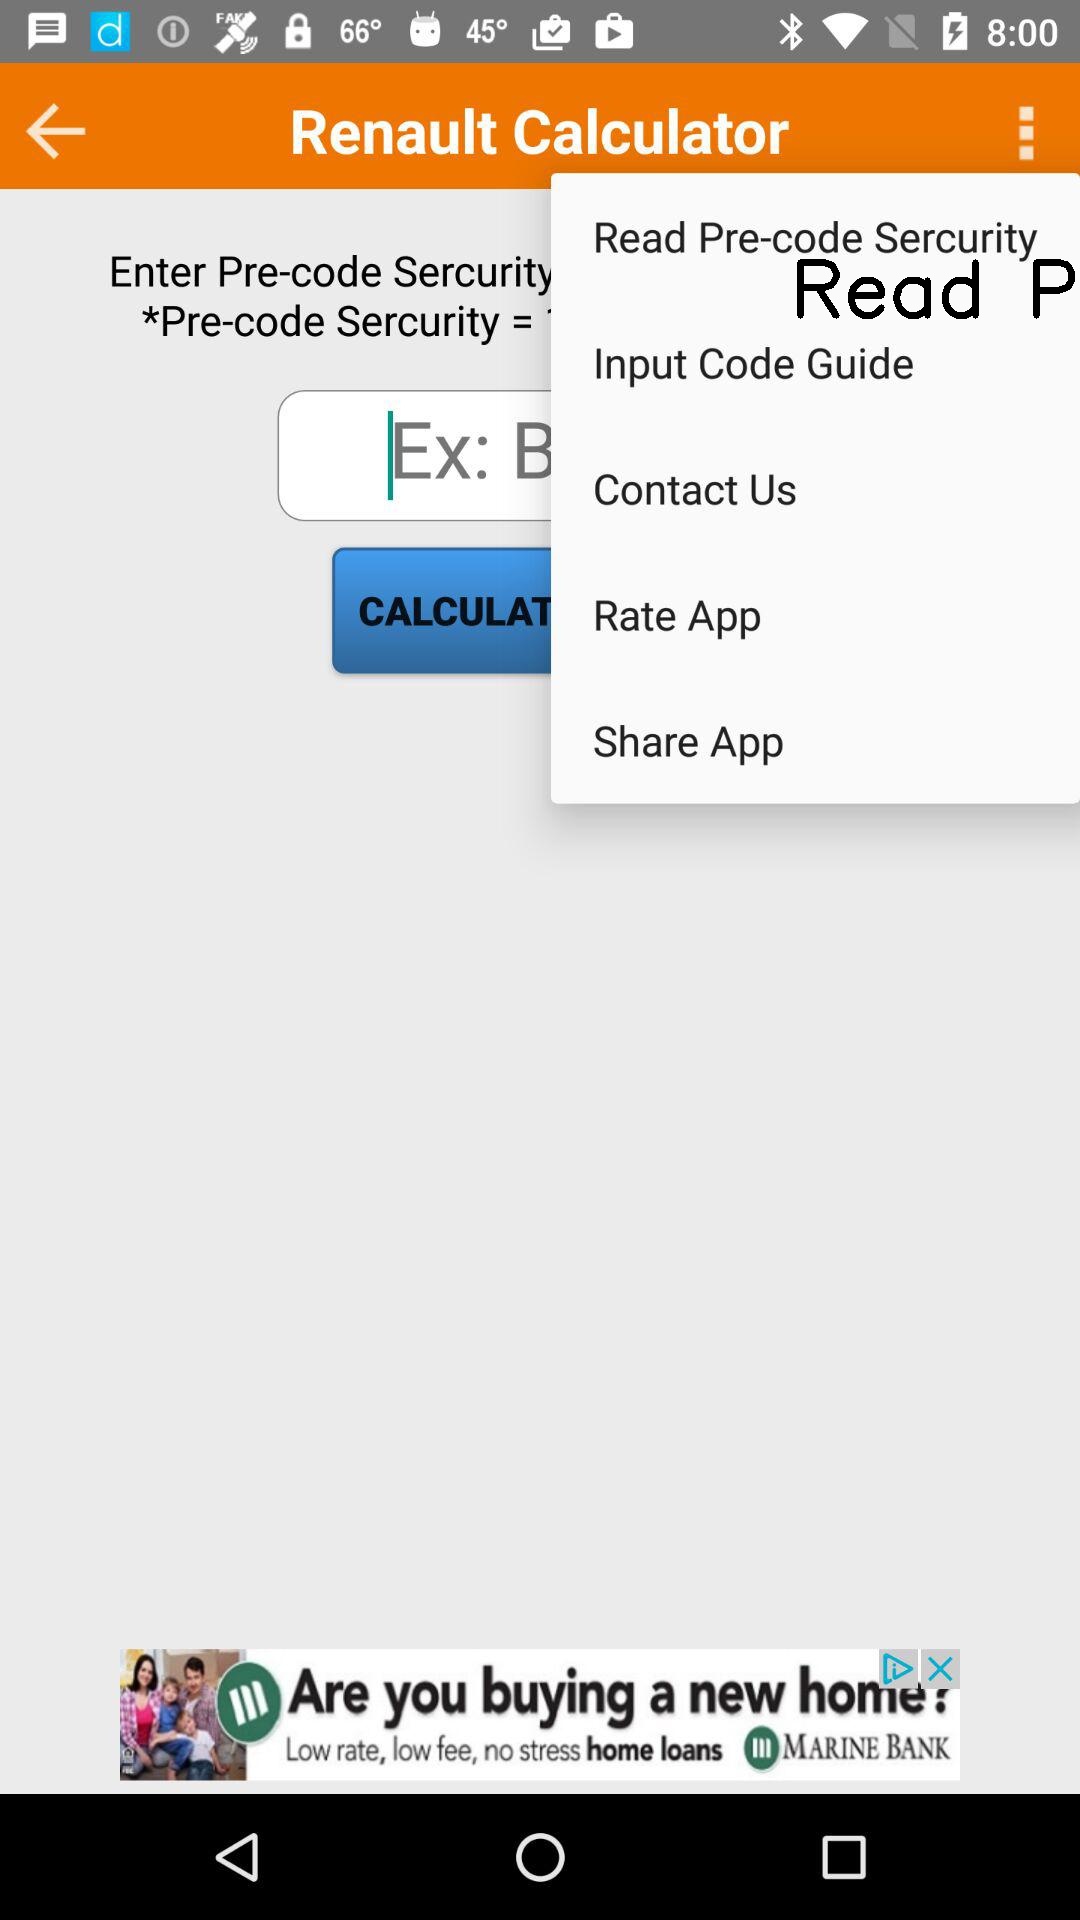 FAKE 66° 45° 8:00
Renault Calculator
Read Pre-code Sercurity
Read P
Enter Pre-code Sercurity
*Pre-code Sercurity =
Input Code Guide
Ex: B
Contact Us
CALCULAT
Rate App
Share App
Are you buying a new home?
Low rate, low fee, no stress home loans
MARINE BANK